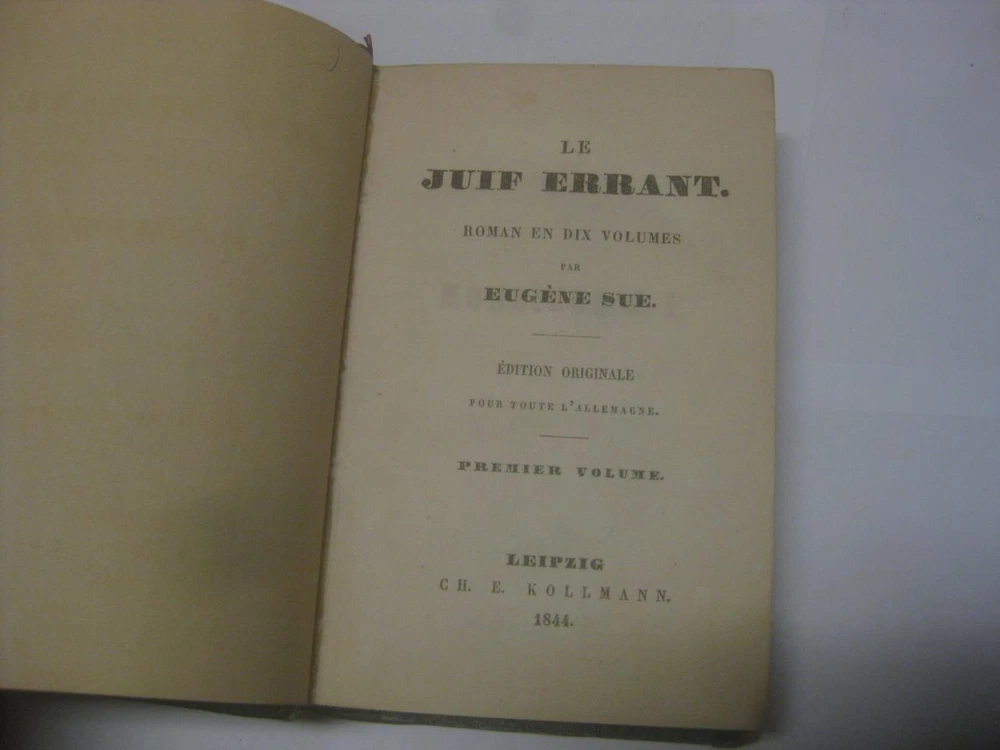 LE
JUIF ERRANT.
ROMAN EN DIX VOLUMES
PAR
EUGÈNE SUE.
ÉDITION ORIGINALE
POUR TOUTE L'ALLEMAGNE.
PREMIER VOLUME.
LEIPZIG
CH. E. KOLLMANN.
1844.